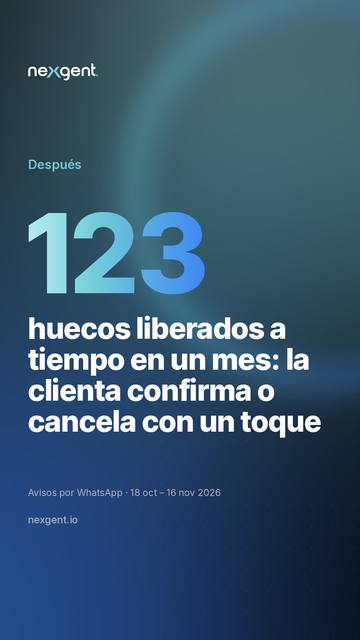 nexgent.
Después
123
huecos liberados a
tiempo en un mes: la
clienta confirma o
cancela con un toque
Avisos por WhatsApp · 18 oct – 16 nov 2026
nexgent.io